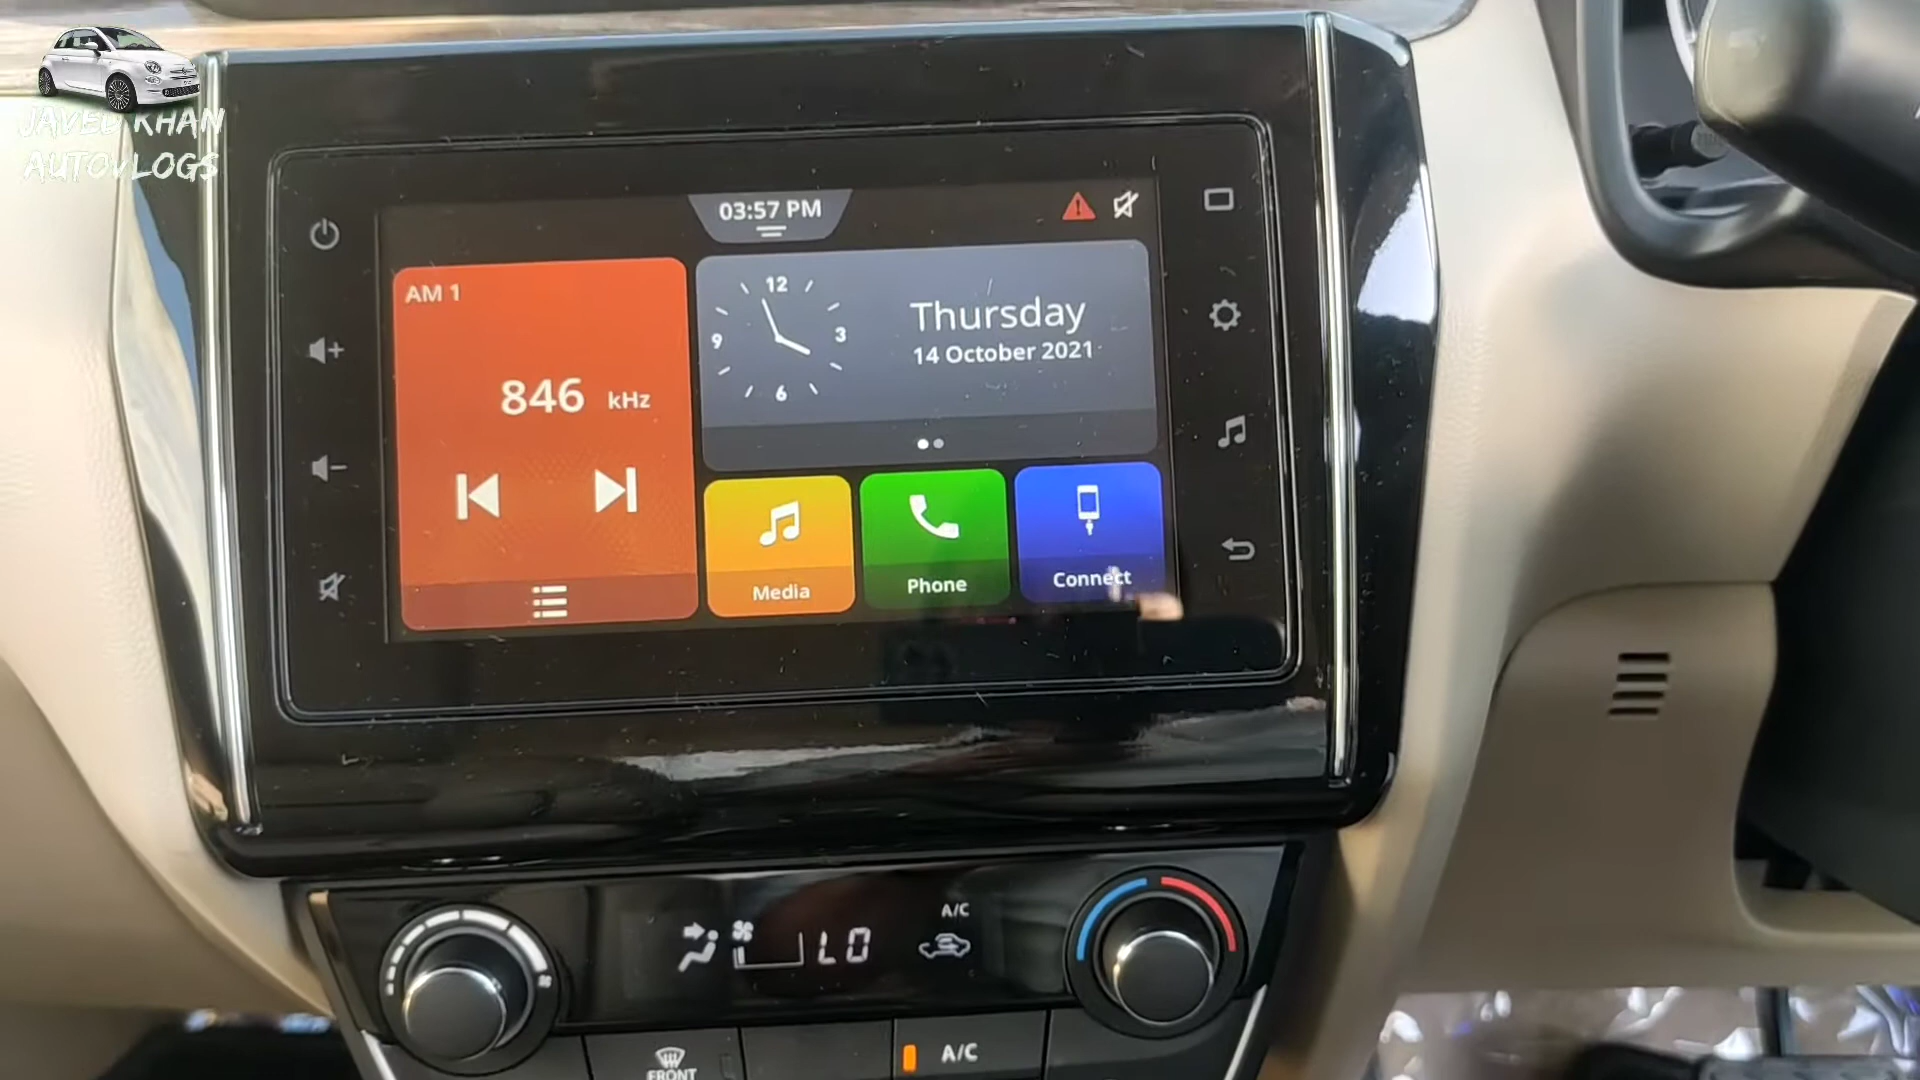 JAVED KHAN
AUTOVLOGS
03:57 PM
AM 1
846 kHz
12
3
6
9
Thursday
14 October 2021
Media
Phone
Connect
A/C
LO
FRONT
A/C